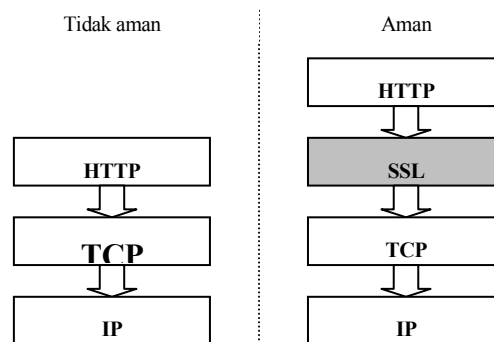 Tidak aman
HTTP
TCP
IP
Aman
HTTP
SSL
TCP
IP